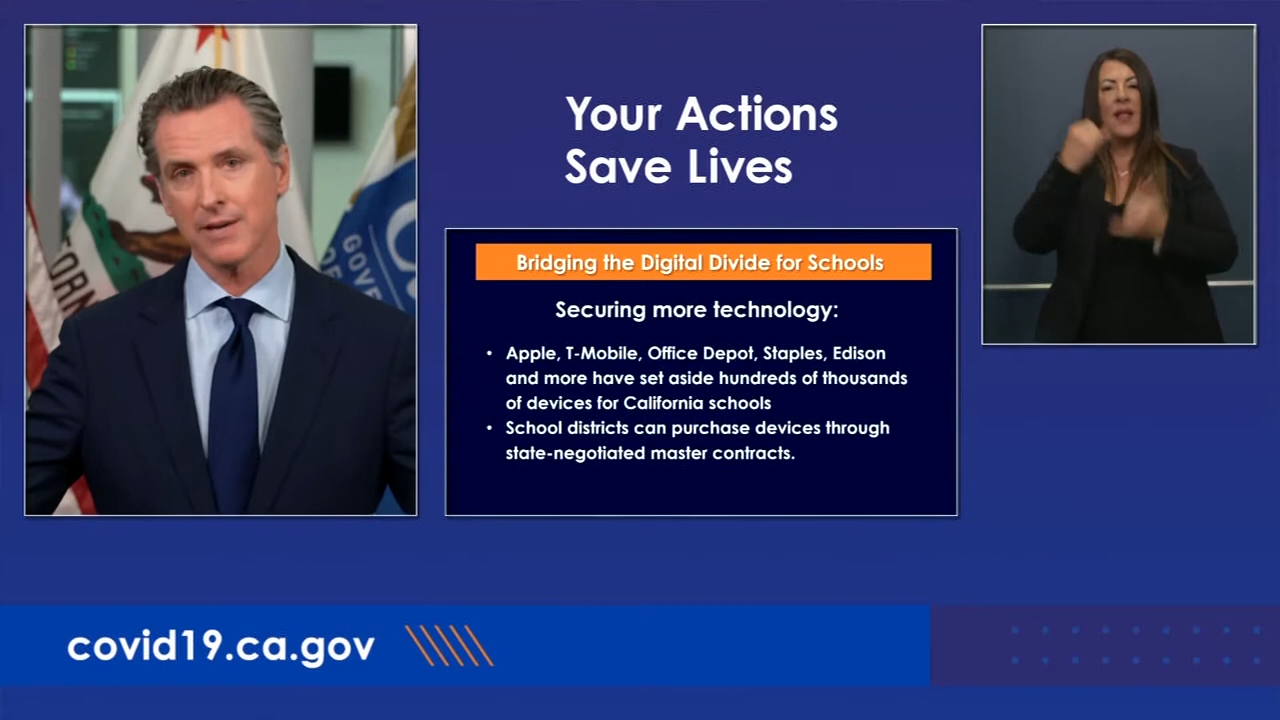 Your Actions
Save Lives
Bridging the Digital Divide for Schools
Securing more technology:
• Apple, T-Mobile, Office Depot, Staples, Edison
and more have set aside hundreds of thousands
of devices for California schools
• School districts can purchase devices through
state-negotiated master contracts.
GOVE
covid19.ca.gov